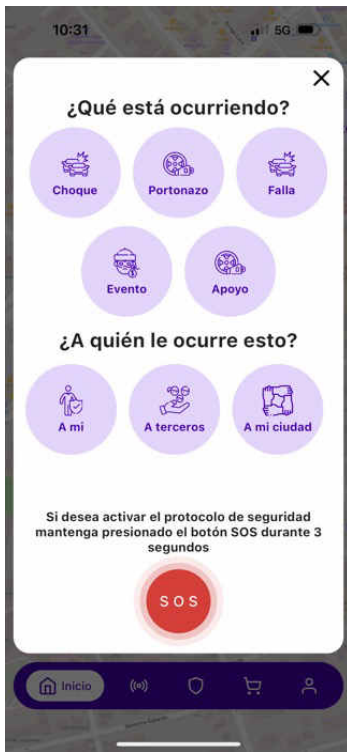 10:31
5G
¿Qué está ocurriendo?
Choque
Portonazo
Falla
Evento
Apoyo
¿A quién le ocurre esto?
A mi
A terceros
A mi ciudad
Si desea activar el protocolo de seguridad
mantenga presionado el botón SOS durante 3
segundos
SOS
Inicio